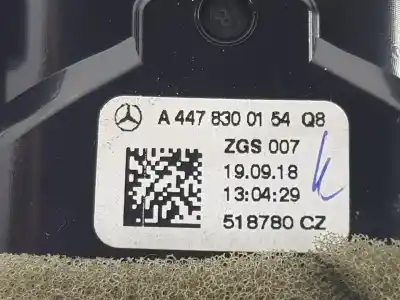 A 447 830 01 54 Q8
ZGS 007
19.09.18
13:04:29
518780 CZ